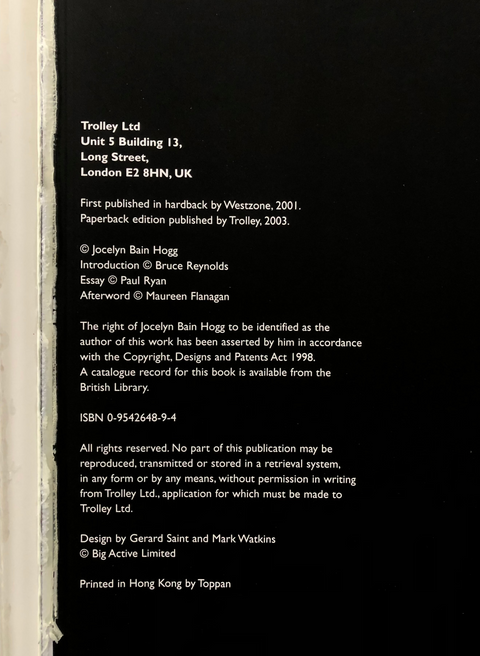 Trolley Ltd
Unit 5 Building 13,
Long Street,
London E2 8HN, UK
First published in hardback by Westzone, 2001.
Paperback edition published by Trolley, 2003.
© Jocelyn Bain Hogg
Introduction © Bruce Reynolds
Essay © Paul Ryan
Afterword © Maureen Flanagan
The right of Jocelyn Bain Hogg to be identified as the
author of this work has been asserted by him in accordance
with the Copyright, Designs and Patents Act 1998.
A catalogue record for this book is available from the
British Library.
ISBN 0-9542648-9-4
All rights reserved. No part of this publication may be
reproduced, transmitted or stored in a retrieval system,
in any form or by any means, without permission in writing
from Trolley Ltd., application for which must be made to
Trolley Ltd.
Design by Gerard Saint and Mark Watkins
© Big Active Limited
Printed in Hong Kong by Toppan